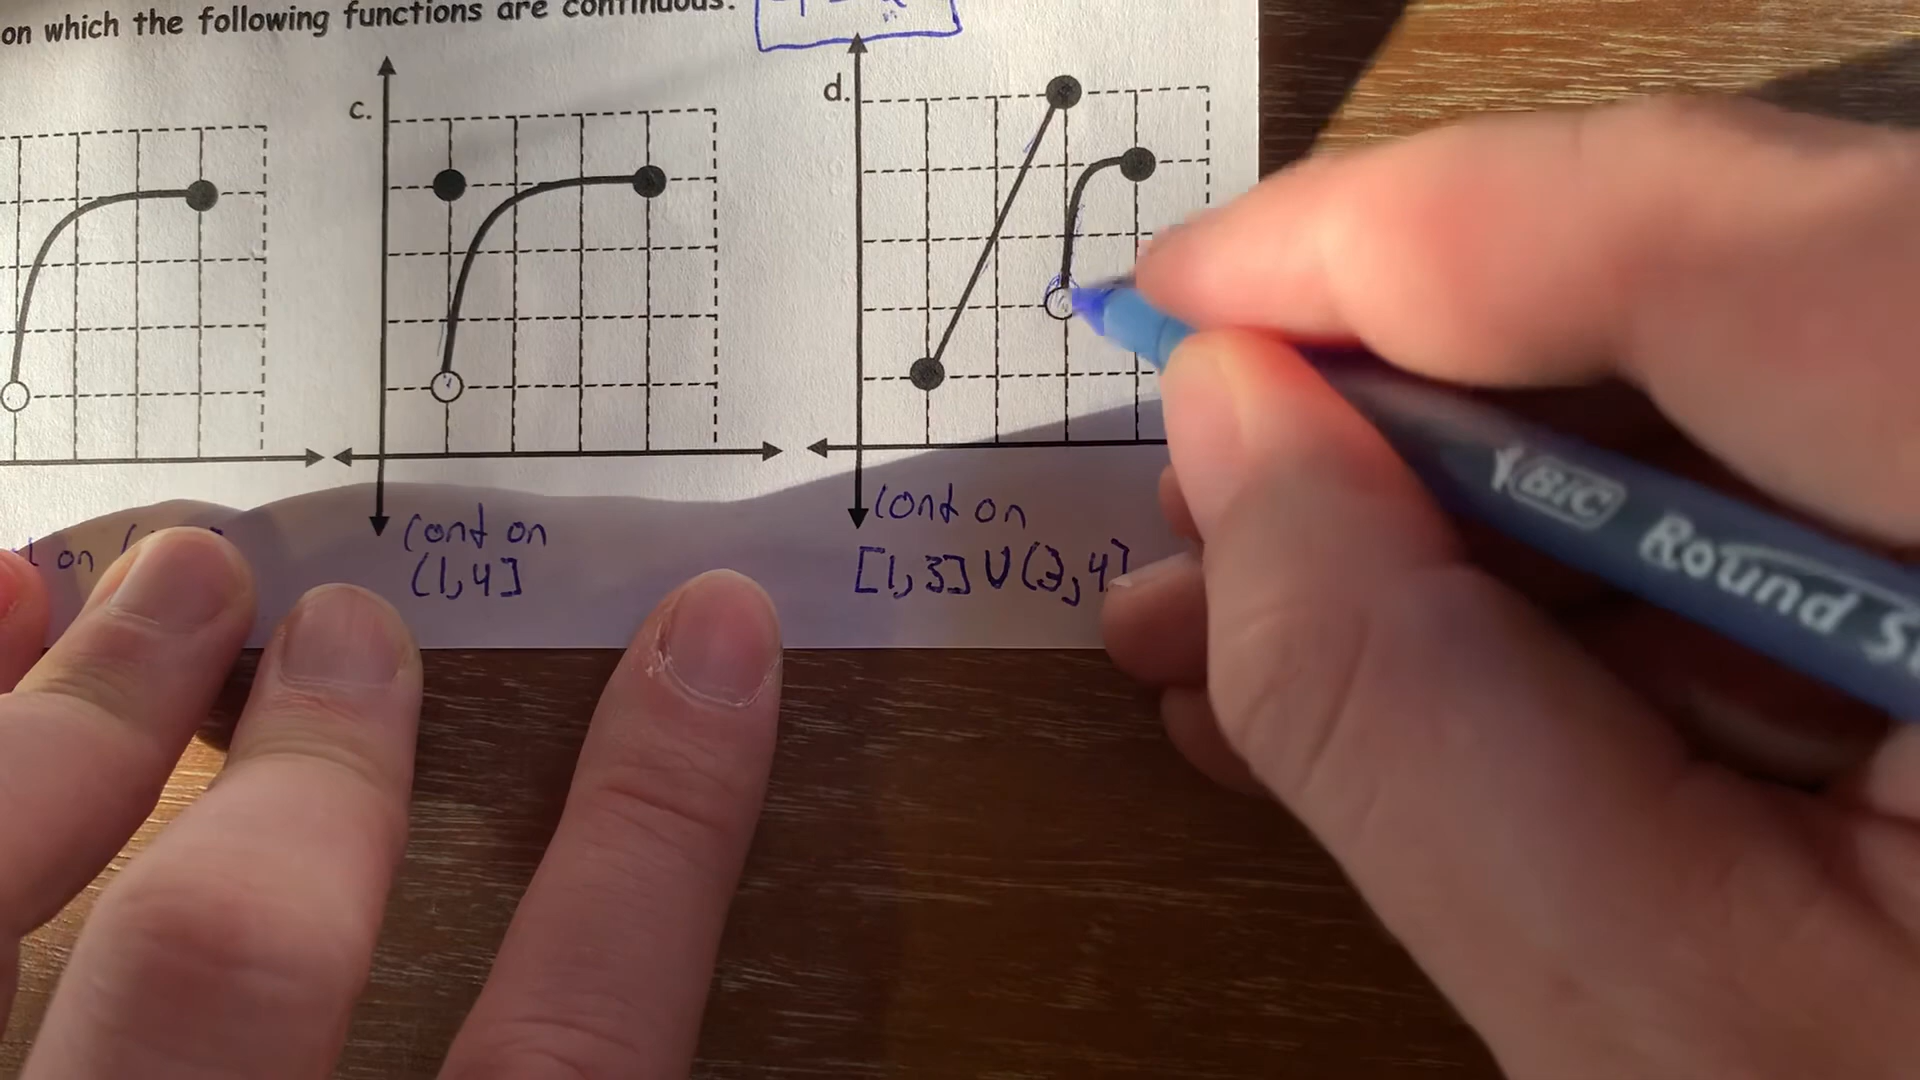 on which the following functions are continuous.
c.
d.
on
cont on
(1,4]
cont on
[1,3]U(3,4]
BIC Round